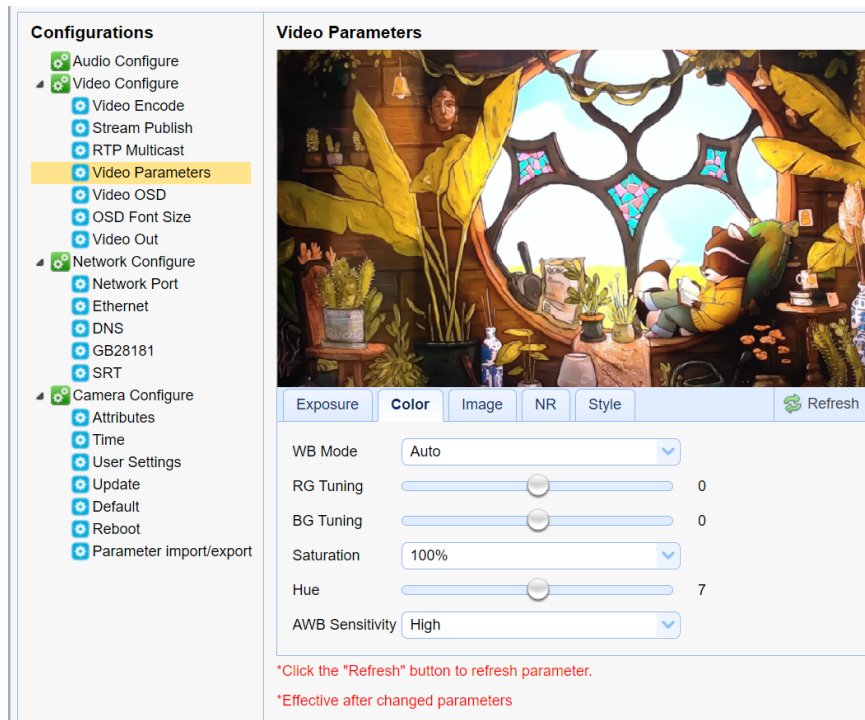 Configurations
Audio Configure
Video Configure
Video Encode
Stream Publish
RTP Multicast
Video Parameters
Video OSD
OSD Font Size
Video Out
Network Configure
Network Port
Ethernet
DNS
GB28181
SRT
Camera Configure
Attributes
Time
User Settings
Update
Default
Reboot
Parameter import/export
Video Parameters
Exposure Color Image NR Style Refresh
WB Mode Auto
RG Tuning 0
BG Tuning 0
Saturation 100%
Hue 7
AWB Sensitivity High
*Click the "Refresh" button to refresh parameter.
*Effective after changed parameters